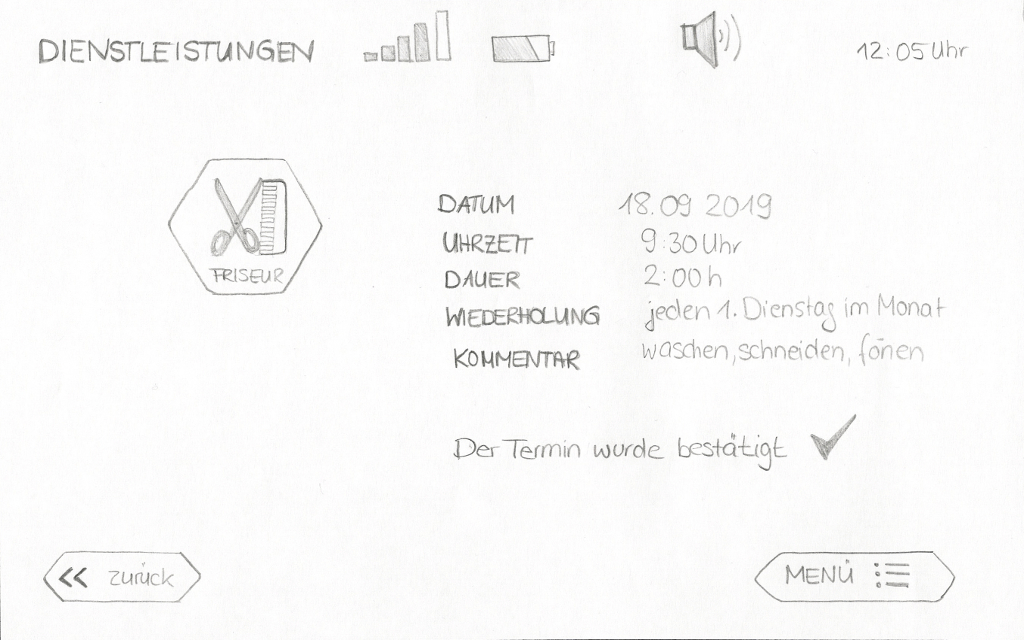 DIENSTLEISTUNGEN 12:05 Uhr
FRISEUR
DATUM 18.09 2019
UHRZEIT 9:30 Uhr
DAUER 2:00 h
WIEDERHOLUNG jeden 1. Dienstag im Monat
KOMMENTAR waschen, schneiden, fönen
Der Termin wurde bestätigt
<< zurück
MENÜ